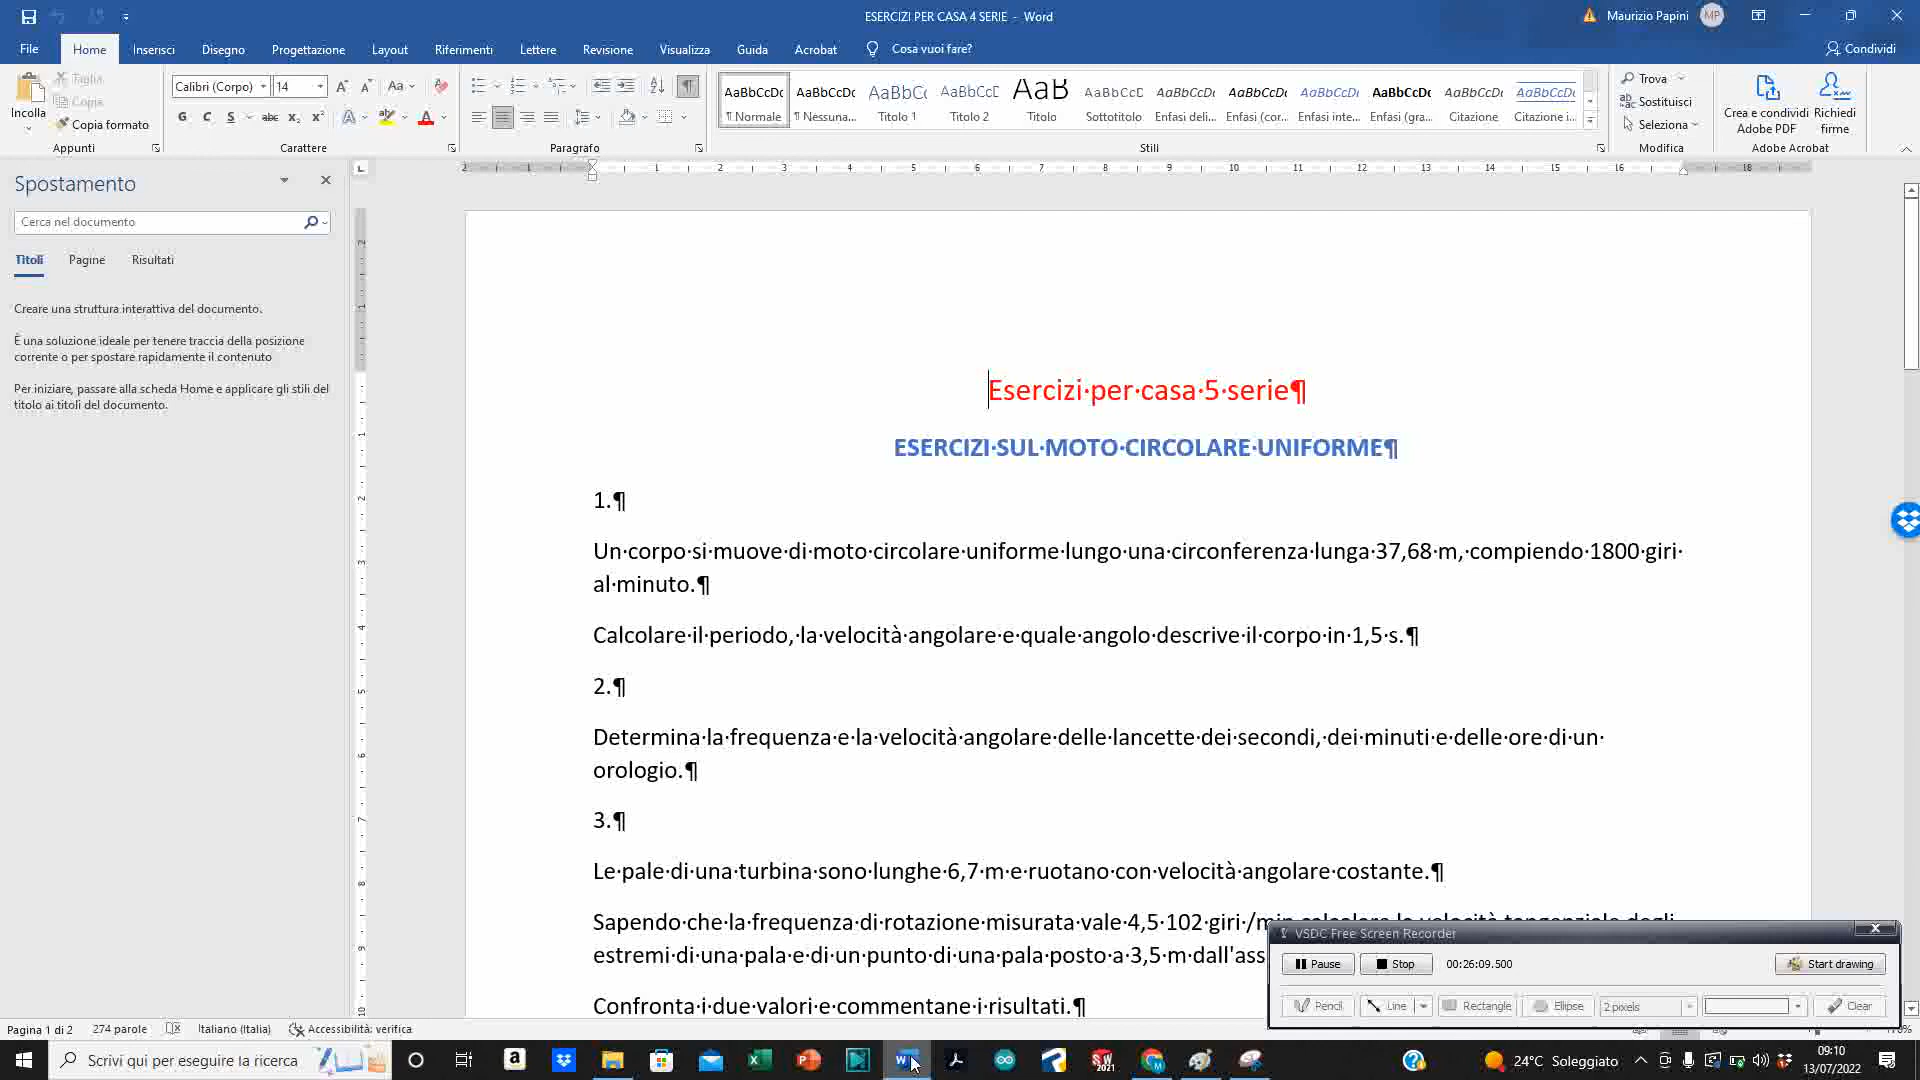 ESERCIZI PER CASA 4 SERIE - Word
Maurizio Papini
MP
File Home Inserisci Disegno Progettazione Layout Riferimenti Lettere Revisione Visualizza Guida Acrobat Cosa vuoi fare?
Condividi
Incolla
Taglia
Copia
Copia formato
Appunti
Calibri (Corpo) 14
Carattere
Paragrafo
AaBbCcDc AaBbCcDc AaBbCc AaBbCcD AaB AaBbCcD AaBbCcDc AaBbCcDc AaBbCcDc AaBbCcDc AaBbCcDc AaBbCcDc
¶ Normale ¶ Nessuna... Titolo 1 Titolo 2 Titolo Sottotitolo Enfasi deli... Enfasi (cor... Enfasi inte... Enfasi (gra... Citazione Citazione i...
Stili
Trova
Sostituisci
Seleziona
Modifica
Crea e condividi Adobe PDF
Richiedi firme
Adobe Acrobat
Spostamento
Cerca nel documento
Titoli Pagine Risultati
Creare una struttura interattiva del documento.
È una soluzione ideale per tenere traccia della posizione
corrente o per spostare rapidamente il contenuto
Per iniziare, passare alla scheda Home e applicare gli stili del
titolo ai titoli del documento.
Esercizi·per·casa·5·serie¶
ESERCIZI·SUL·MOTO·CIRCOLARE·UNIFORME¶
1.¶
Un·corpo·si·muove·di·moto·circolare·uniforme·lungo·una·circonferenza·lunga·37,68·m,·compiendo·1800·giri·
al·minuto.¶
Calcolare·il·periodo,·la·velocità·angolare·e·quale·angolo·descrive·il·corpo·in·1,5·s.¶
2.¶
Determina·la·frequenza·e·la·velocità·angolare·delle·lancette·dei·secondi,·dei·minuti·e·delle·ore·di·un·
orologio.¶
3.¶
Le·pale·di·una·turbina·sono·lunghe·6,7·m·e·ruotano·con·velocità·angolare·costante.¶
Sapendo·che·la·frequenza·di·rotazione·misurata·vale·4,5·102·giri·/min·calcolare·la·velocità·tangenziale·degli·
estremi·di·una·pala·e·di·un·punto·di·una·pala·posto·a·3,5·m·dall'ass
Confronta·i·due·valori·e·commentane·i·risultati.¶
VSDC Free Screen Recorder
Pause Stop 00:26:09.500 Start drawing
Pencil Line Rectangle Ellipse 2 pixels Clear
Pagina 1 di 2 274 parole Italiano (Italia) Accessibilità: verifica
Scrivi qui per eseguire la ricerca
24°C Soleggiato
09:10
13/07/2022